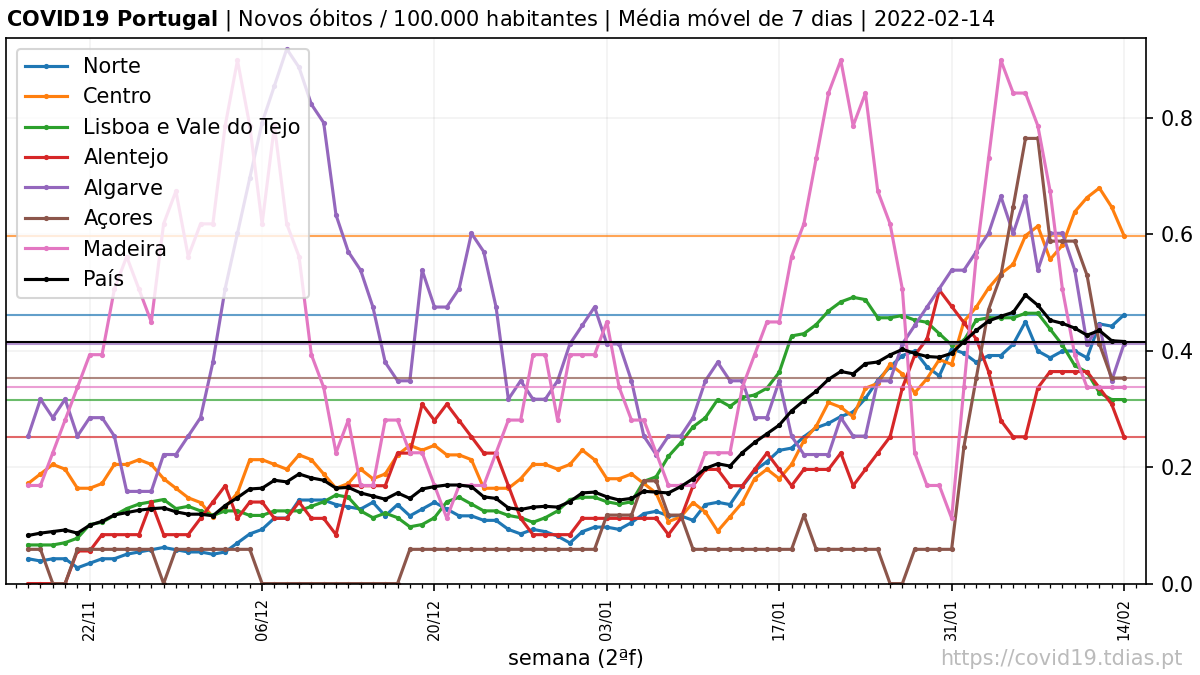 COVID19 Portugal | Novos óbitos / 100.000 habitantes | Média móvel de 7 dias | 2022-02-14
Norte
Centro
Lisboa e Vale do Tejo
Alentejo
Algarve
Açores
Madeira
País
0.8
0.6
0.4
0.2
0.0
22/11
06/12
20/12
03/01
17/01
31/01
14/02
semana (2ªf)
https://covid19.tdias.pt